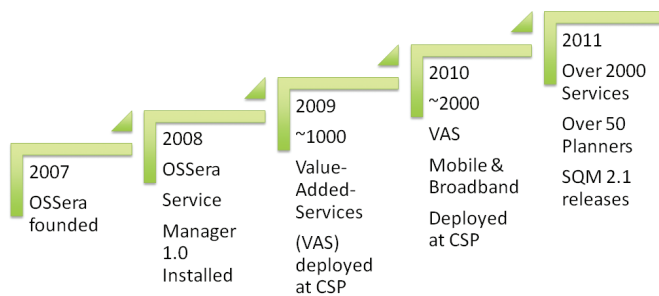 2007
OSSera
founded
2008
OSSera
Service
Manager
1.0
Installed
2009
~1000
Value-
Added-
Services
(VAS)
deployed
at CSP
2010
~2000
VAS
Mobile &
Broadband
Deployed
at CSP
2011
Over 2000
Services
Over 50
Planners
SQM 2.1
releases